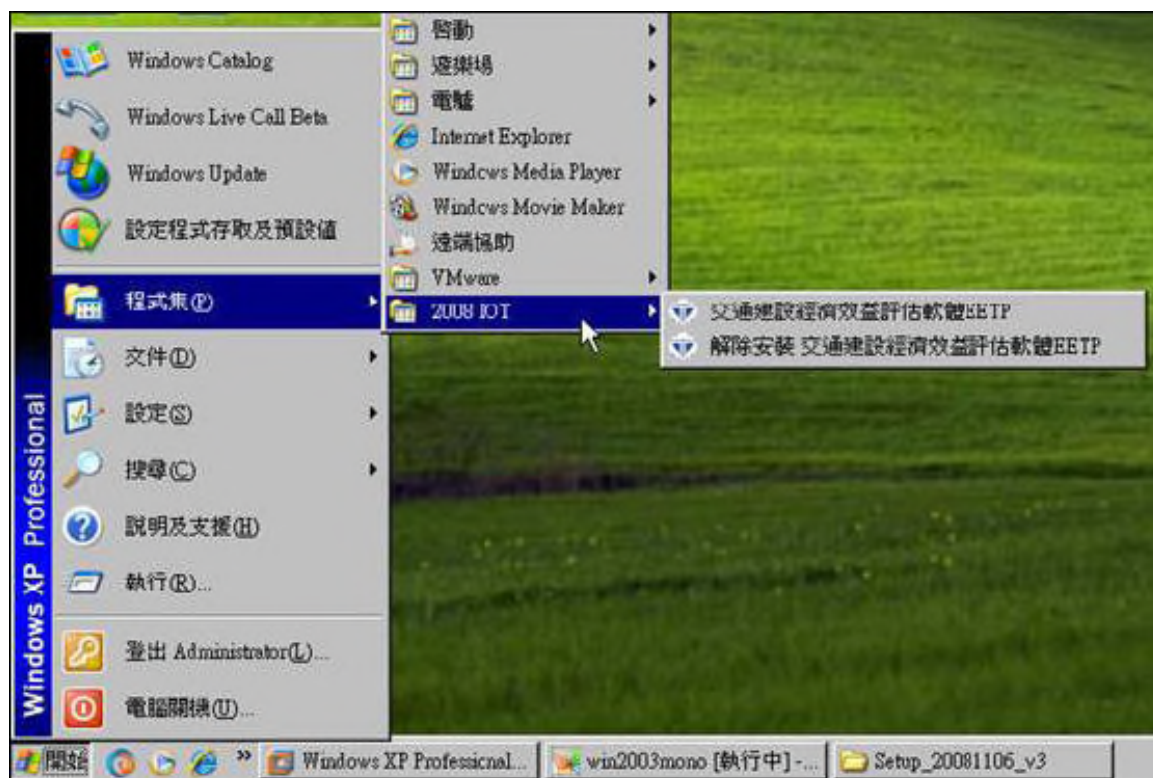 Windows XP Professional
Windows Catalog
Windows Live Call Beta
Windows Update
設定程式存取及預設值
程式集(P)
文件(D)
設定(S)
搜尋(C)
說明及支援(H)
執行(R)...
登出 Administrator(L)...
電腦關機(U)...
啟動
遊樂場
電驢
Internet Explorer
Windows Media Player
Windows Movie Maker
遠端協助
VMware
2008 IOT
交通建設經濟效益評估軟體EETP
解除安裝 交通建設經濟效益評估軟體EETP
開始
»
Windows XP Professional...
win2003mono [執行中] -...
Setup_20081106_v3